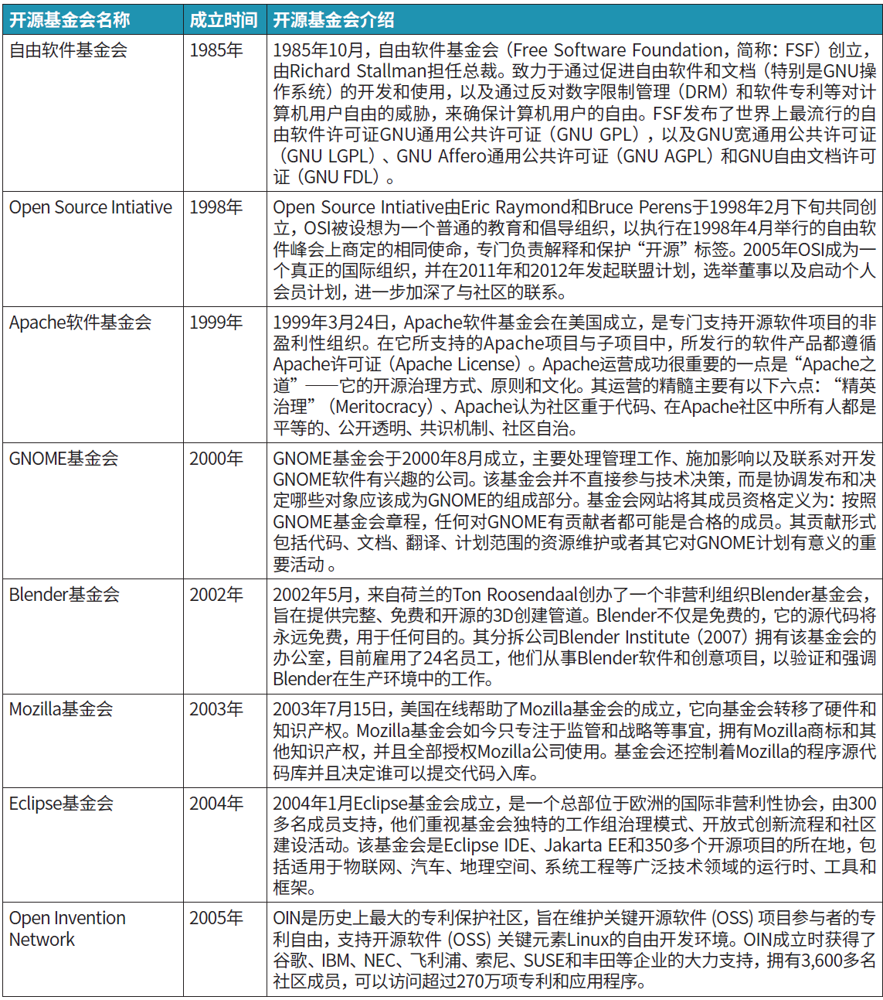 开源基金会名称 成立时间 开源基金会介绍
自由软件基金会 1985年 1985年10月，自由软件基金会（Free Software Foundation，简称：FSF）创立，
由Richard Stallman担任总裁。致力于通过促进自由软件和文档（特别是GNU操
作系统）的开发和使用，以及通过反对数字限制管理（DRM）和软件专利等对计
算机用户自由的威胁，来确保计算机用户的自由。FSF发布了世界上最流行的自
由软件许可证GNU通用公共许可证（GNU GPL），以及GNU宽通用公共许可证
（GNU LGPL）、GNU Affero通用公共许可证（GNU AGPL）和GNU自由文档许可
证（GNU FDL）。
Open Source Intiative 1998年 Open Source Intiative由Eric Raymond和Bruce Perens于1998年2月下旬共同创
立，OSI被设想为一个普通的教育和倡导组织，以执行在1998年4月举行的自由软
件峰会上商定的相同使命，专门负责解释和保护“开源”标签。2005年OSI成为一
个真正的国际组织，并在2011年和2012年发起联盟计划，选举董事以及启动个人
会员计划，进一步加深了与社区的联系。
Apache软件基金会 1999年 1999年3月24日，Apache软件基金会在美国成立，是专门支持开源软件项目的非
盈利性组织。在它所支持的Apache项目与子项目中，所发行的软件产品都遵循
Apache许可证（Apache License）。Apache运营成功很重要的一点是“Apache之
道”——它的开源治理方式、原则和文化。其运营的精髓主要有以下六点：“精英
治理”（Meritocracy）、Apache认为社区重于代码、在Apache社区中所有人都是
平等的、公开透明、共识机制、社区自治。
GNOME基金会 2000年 GNOME基金会于2000年8月成立，主要处理管理工作、施加影响以及联系对开发
GNOME软件有兴趣的公司。该基金会并不直接参与技术决策，而是协调发布和决
定哪些对象应该成为GNOME的组成部分。基金会网站将其成员资格定义为：按照
GNOME基金会章程，任何对GNOME有贡献者都可能是合格的成员。其贡献形式
包括代码、文档、翻译、计划范围的资源维护或者其它对GNOME计划有意义的重
要活动 。
Blender基金会 2002年 2002年5月，来自荷兰的Ton Roosendaal创办了一个非营利组织Blender基金会，
旨在提供完整、免费和开源的3D创建管道。Blender不仅是免费的，它的源代码将
永远免费，用于任何目的。其分拆公司Blender Institute（2007）拥有该基金会的
办公室，目前雇用了24名员工，他们从事Blender软件和创意项目，以验证和强调
Blender在生产环境中的工作。
Mozilla基金会 2003年 2003年7月15日，美国在线帮助了Mozilla基金会的成立，它向基金会转移了硬件和
知识产权。Mozilla基金会如今只专注于监管和战略等事宜，拥有Mozilla商标和其
他知识产权，并且全部授权Mozilla公司使用。基金会还控制着Mozilla的程序源代
码库并且决定谁可以提交代码入库。
Eclipse基金会 2004年 2004年1月Eclipse基金会成立，是一个总部位于欧洲的国际非营利性协会，由300
多名成员支持，他们重视基金会独特的工作组治理模式、开放式创新流程和社区
建设活动。该基金会是Eclipse IDE、Jakarta EE和350多个开源项目的所在地，包
括适用于物联网、汽车、地理空间、系统工程等广泛技术领域的运行时、工具和
框架。
Open Invention 2005年 OIN是历史上最大的专利保护社区，旨在维护关键开源软件 (OSS) 项目参与者的专
Network 利自由，支持开源软件 (OSS) 关键元素Linux的自由开发环境。OIN成立时获得了
谷歌、IBM、NEC、飞利浦、索尼、SUSE和丰田等企业的大力支持，拥有3,600多名
社区成员，可以访问超过270万项专利和应用程序。